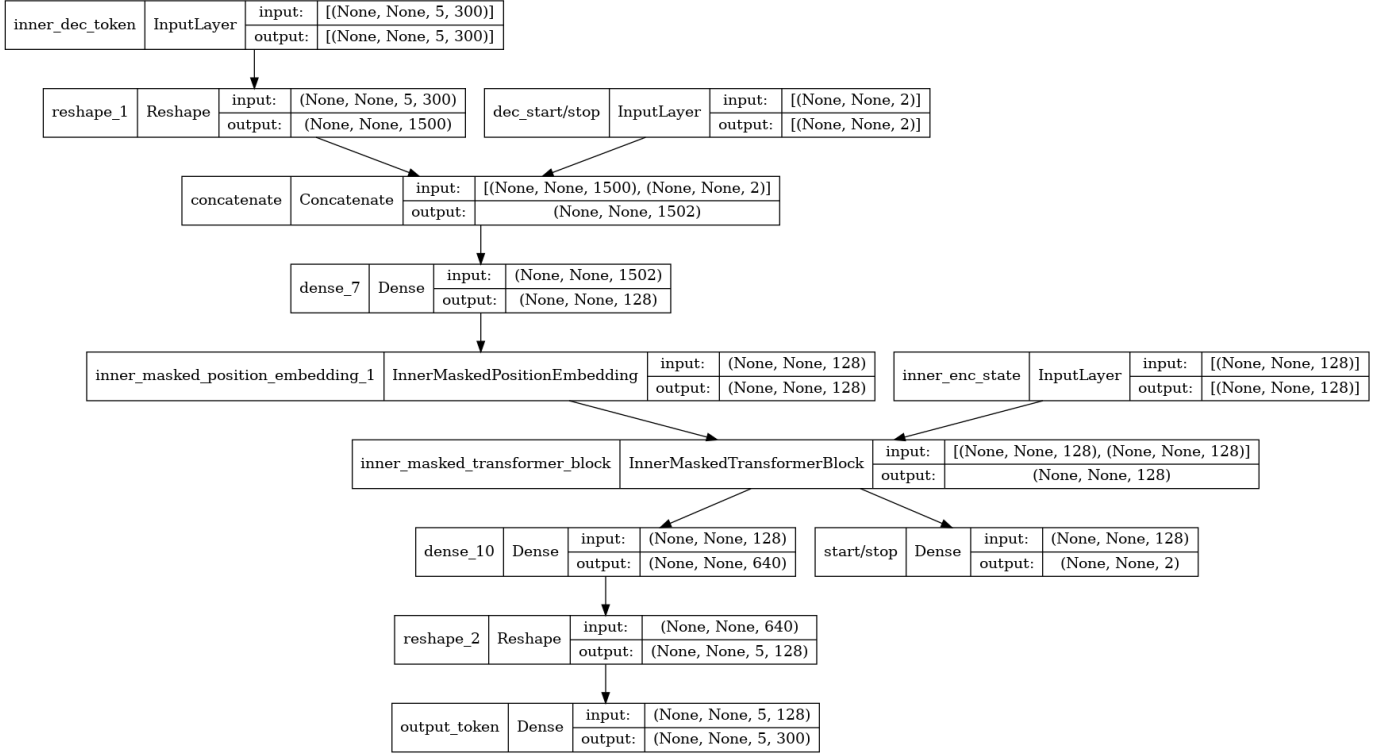 inner_dec_token InputLayer input: [(None, None, 5, 300)]
output: [(None, None, 5, 300)]
reshape_1 Reshape input: (None, None, 5, 300)
output: (None, None, 1500)
dec_start/stop InputLayer input: [(None, None, 2)]
output: [(None, None, 2)]
concatenate Concatenate input: [(None, None, 1500), (None, None, 2)]
output: (None, None, 1502)
dense_7 Dense input: (None, None, 1502)
output: (None, None, 128)
inner_masked_position_embedding_1 InnerMaskedPositionEmbedding input: (None, None, 128)
output: (None, None, 128)
inner_enc_state InputLayer input: [(None, None, 128)]
output: [(None, None, 128)]
inner_masked_transformer_block InnerMaskedTransformerBlock input: [(None, None, 128), (None, None, 128)]
output: (None, None, 128)
dense_10 Dense input: (None, None, 128)
output: (None, None, 640)
start/stop Dense input: (None, None, 128)
output: (None, None, 2)
reshape_2 Reshape input: (None, None, 640)
output: (None, None, 5, 128)
output_token Dense input: (None, None, 5, 128)
output: (None, None, 5, 300)